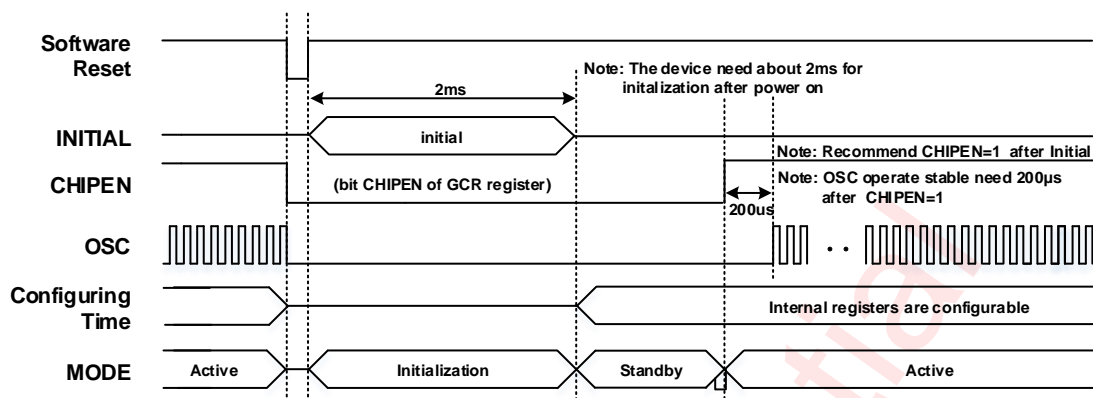 Software
Reset
Note: The device need about 2ms for
initalization after power on
2ms
INITIAL
initial
Note: Recommend CHIPEN=1 after Initial
CHIPEN
(bit CHIPEN of GCR register)
Note: OSC operate stable need 200µs
after CHIPEN=1
200us
OSC
Configuring
Time
Internal registers are configurable
MODE
Active
Initialization
Standby
Active